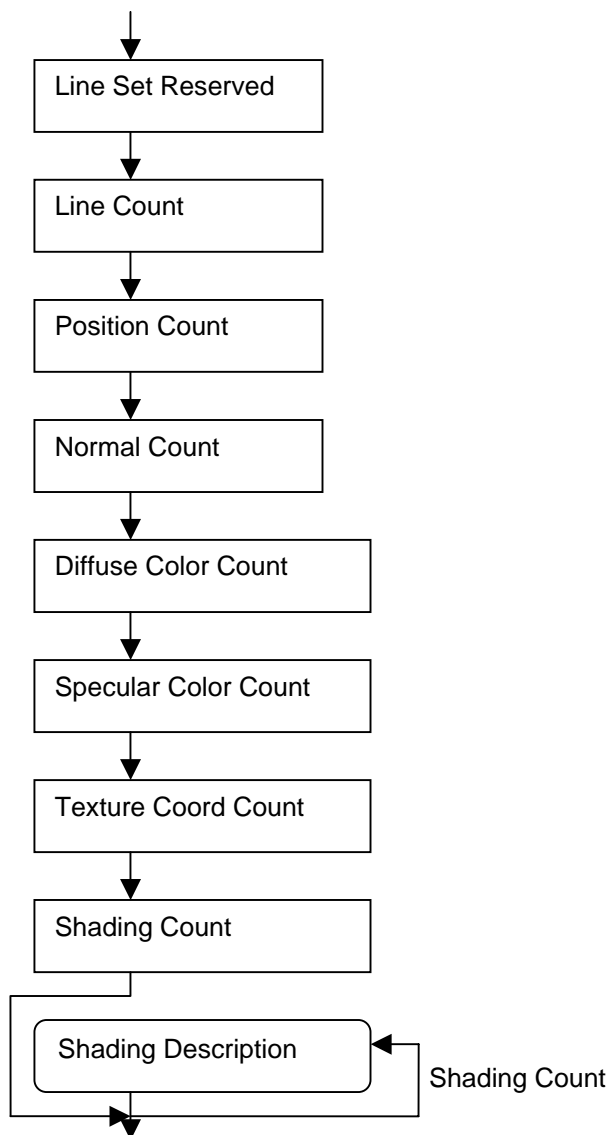 Line Set Reserved
Line Count
Position Count
Normal Count
Diffuse Color Count
Specular Color Count
Texture Coord Count
Shading Count
Shading Description
Shading Count